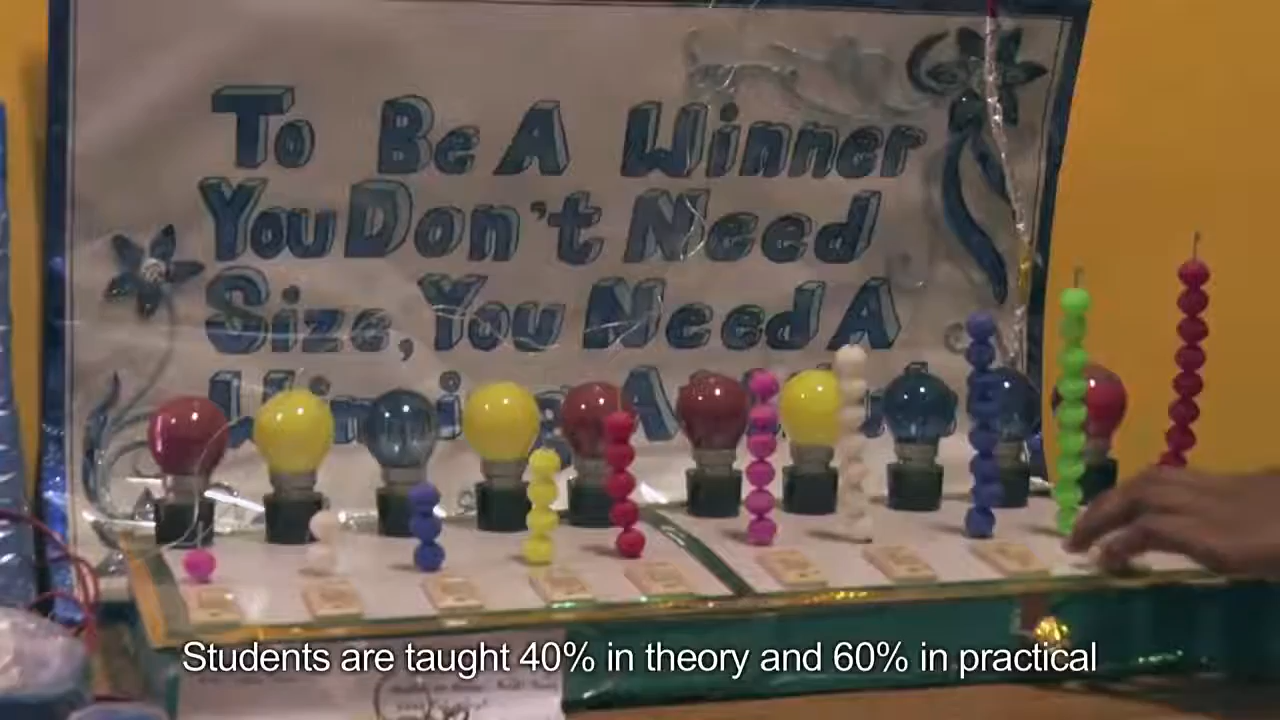 To Be A Winner
You Don't Need
Size, You Need A
Students are taught 40% in theory and 60% in practical